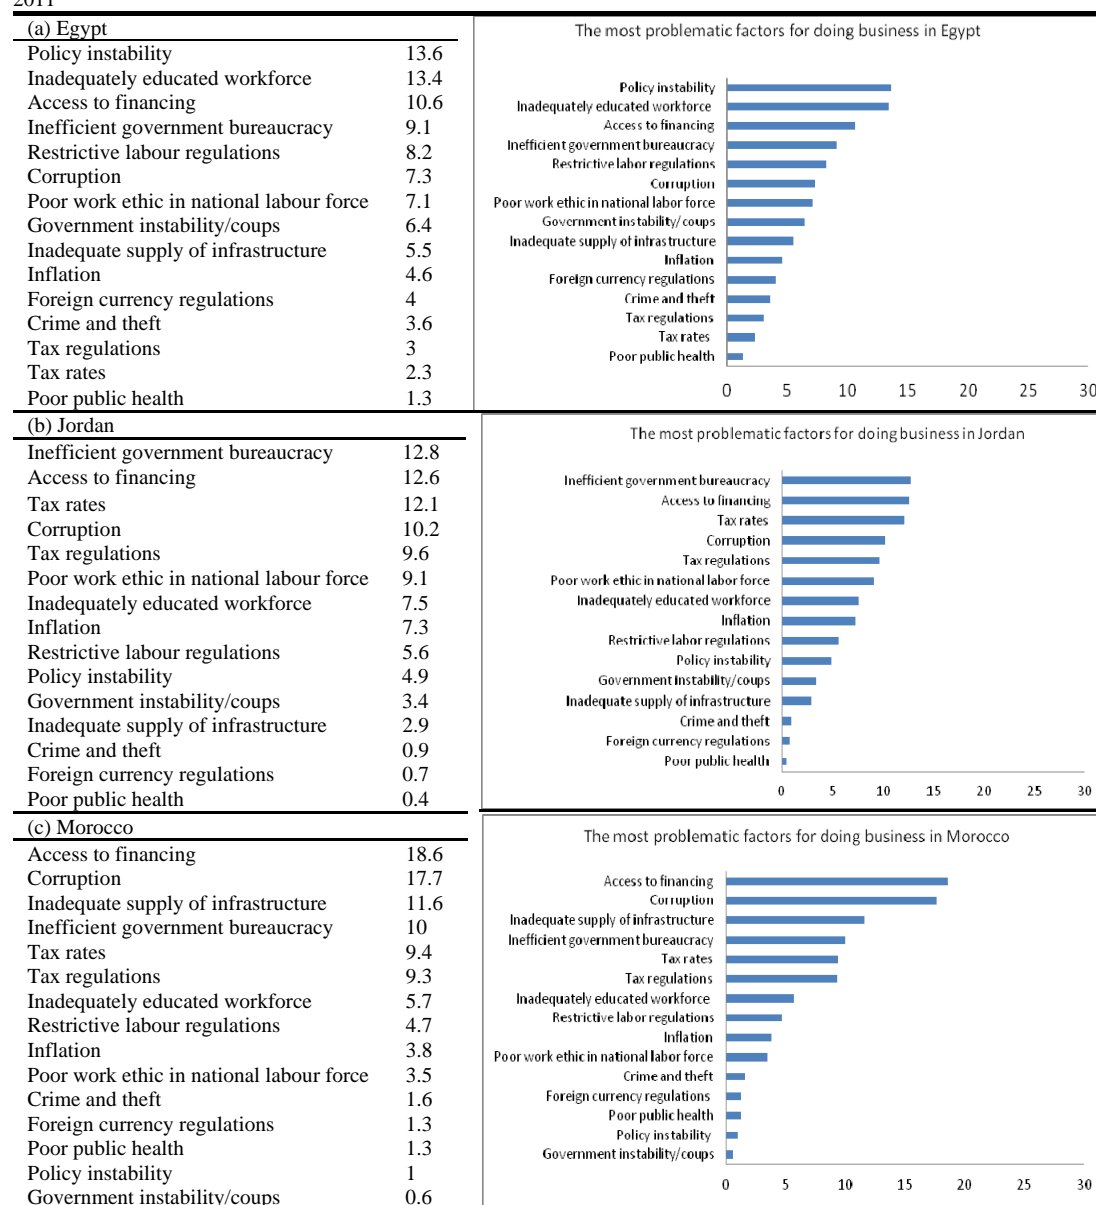 2011
(a) Egypt
Policy instability 13.6
Inadequately educated workforce 13.4
Access to financing 10.6
Inefficient government bureaucracy 9.1
Restrictive labour regulations 8.2
Corruption 7.3
Poor work ethic in national labour force 7.1
Government instability/coups 6.4
Inadequate supply of infrastructure 5.5
Inflation 4.6
Foreign currency regulations 4
Crime and theft 3.6
Tax regulations 3
Tax rates 2.3
Poor public health 1.3
The most problematic factors for doing business in Egypt
Policy instability
Inadequately educated workforce
Access to financing
Inefficient government bureaucracy
Restrictive labor regulations
Corruption
Poor work ethic in national labor force
Government instability/coups
Inadequate supply of infrastructure
Inflation
Foreign currency regulations
Crime and theft
Tax regulations
Tax rates
Poor public health
0 5 10 15 20 25 30
(b) Jordan
Inefficient government bureaucracy 12.8
Access to financing 12.6
Tax rates 12.1
Corruption 10.2
Tax regulations 9.6
Poor work ethic in national labour force 9.1
Inadequately educated workforce 7.5
Inflation 7.3
Restrictive labour regulations 5.6
Policy instability 4.9
Government instability/coups 3.4
Inadequate supply of infrastructure 2.9
Crime and theft 0.9
Foreign currency regulations 0.7
Poor public health 0.4
The most problematic factors for doing business in Jordan
Inefficient government bureaucracy
Access to financing
Tax rates
Corruption
Tax regulations
Poor work ethic in national labor force
Inadequately educated workforce
Inflation
Restrictive labor regulations
Policy instability
Government instability/coups
Inadequate supply of infrastructure
Crime and theft
Foreign currency regulations
Poor public health
0 5 10 15 20 25 30
(c) Morocco
Access to financing 18.6
Corruption 17.7
Inadequate supply of infrastructure 11.6
Inefficient government bureaucracy 10
Tax rates 9.4
Tax regulations 9.3
Inadequately educated workforce 5.7
Restrictive labour regulations 4.7
Inflation 3.8
Poor work ethic in national labour force 3.5
Crime and theft 1.6
Foreign currency regulations 1.3
Poor public health 1.3
Policy instability 1
Government instability/coups 0.6
The most problematic factors for doing business in Morocco
Access to financing
Corruption
Inadequate supply of infrastructure
Inefficient government bureaucracy
Tax rates
Tax regulations
Inadequately educated workforce
Restrictive labor regulations
Inflation
Poor work ethic in national labor force
Crime and theft
Foreign currency regulations
Poor public health
Policy instability
Government instability/coups
0 5 10 15 20 25 30